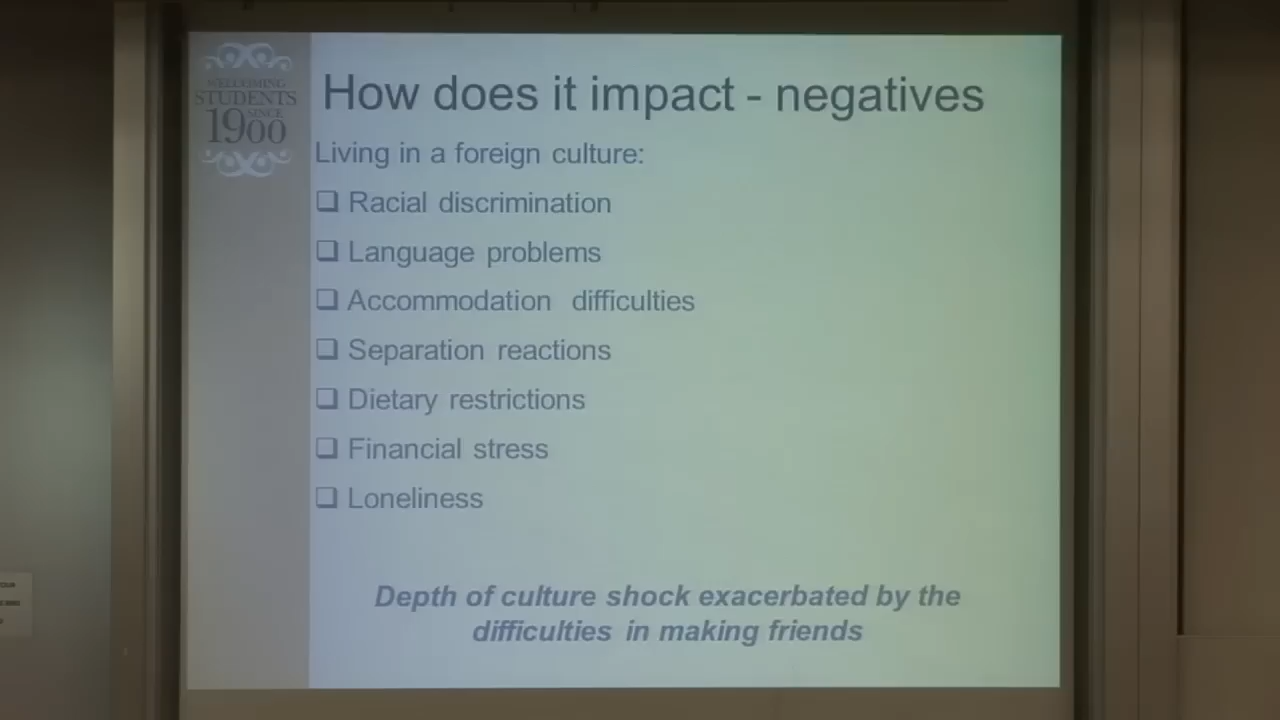 WELCOMING
STUDENTS
SINCE
1900
How does it impact - negatives
Living in a foreign culture:
❑ Racial discrimination
❑ Language problems
❑ Accommodation difficulties
❑ Separation reactions
❑ Dietary restrictions
❑ Financial stress
❑ Loneliness
Depth of culture shock exacerbated by the
difficulties in making friends